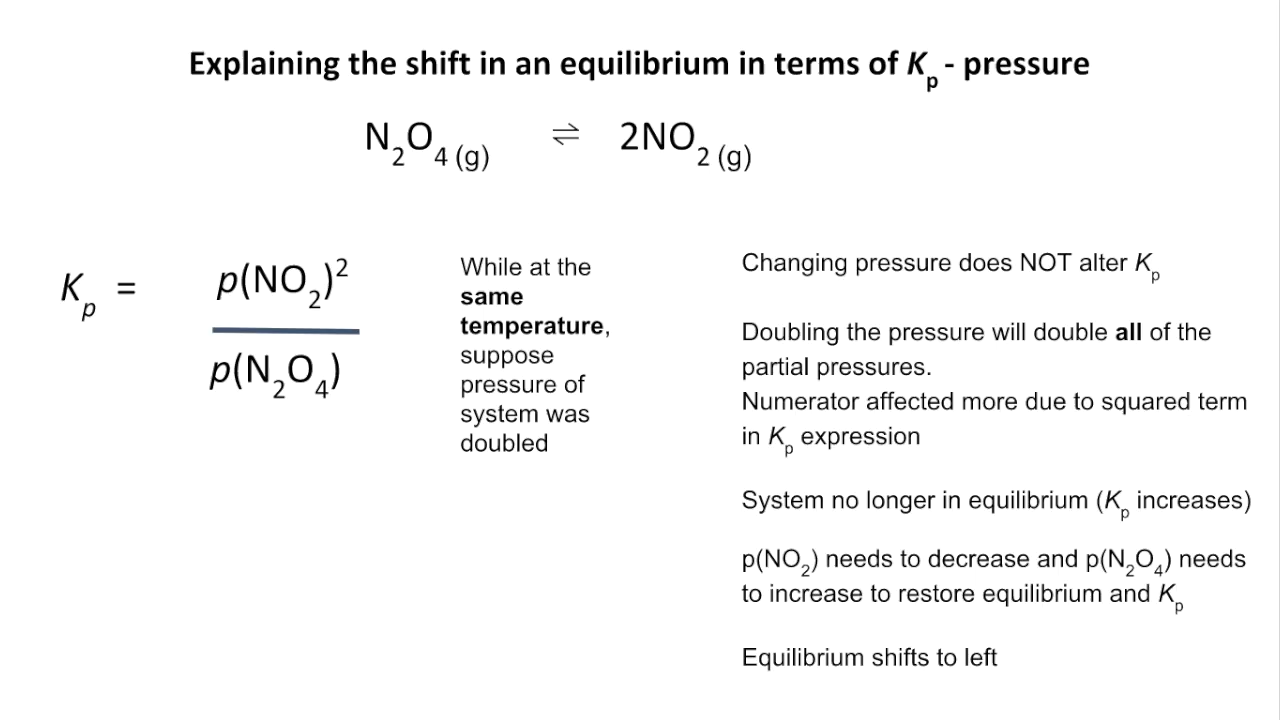 Explaining the shift in an equilibrium in terms of Kp - pressure
N2O4 (g) ⇌ 2NO2 (g)
Kp =
p(NO2)2
p(N2O4)
While at the
same
temperature,
suppose
pressure of
system was
doubled
Changing pressure does NOT alter Kp
Doubling the pressure will double all of the
partial pressures.
Numerator affected more due to squared term
in Kp expression
System no longer in equilibrium (Kp increases)
p(NO2) needs to decrease and p(N2O4) needs
to increase to restore equilibrium and Kp
Equilibrium shifts to left